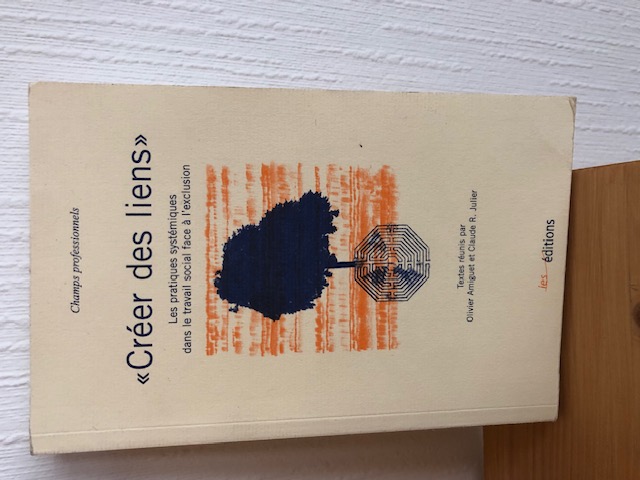 Champs professionnels
«Créer des liens»
Les pratiques systémiques
dans le travail social face à l'exclusion
Textes réunis par
Olivier Amiguet et Claude R. Julier
ies éditions